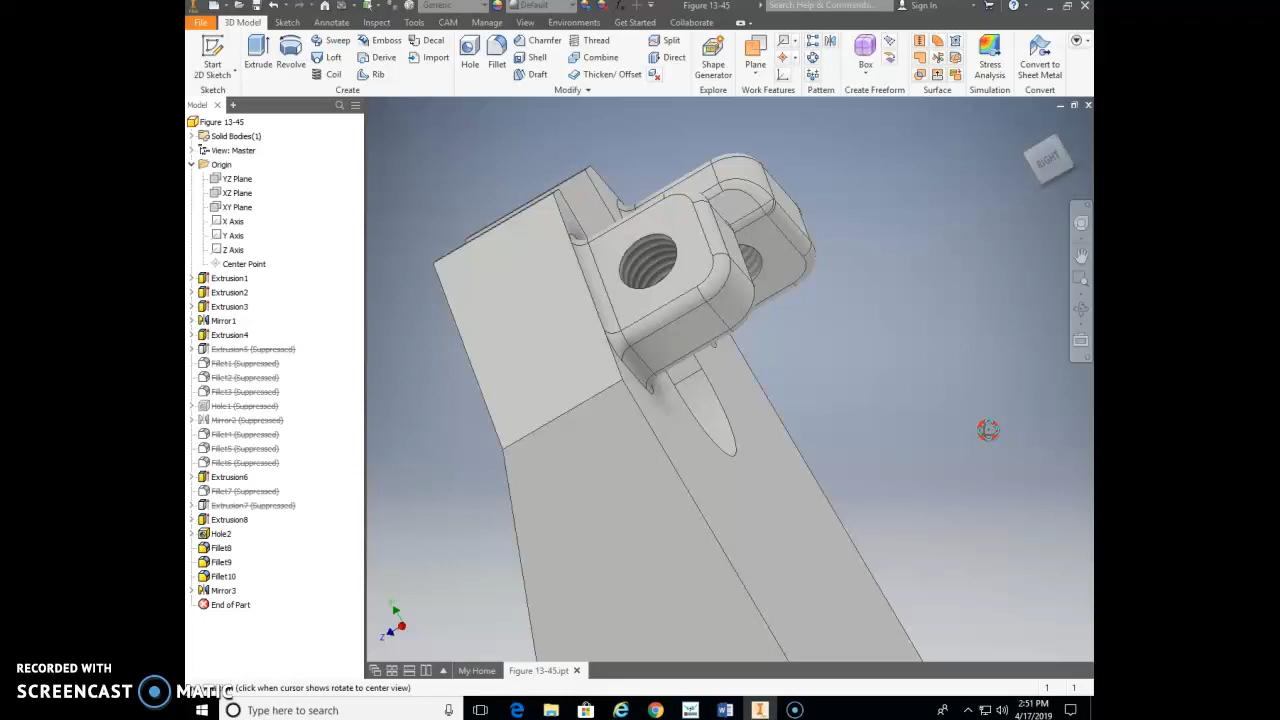 Generic
Default
Figure 13-45
Search Help & Commands...
Sign In
File
3D Model
Sketch
Annotate
Inspect
Tools
CAM
Manage
View
Environments
Get Started
Collaborate
Start
2D Sketch
Extrude
Revolve
Sweep
Loft
Coil
Emboss
Derive
Rib
Decal
Import
Hole
Fillet
Chamfer
Shell
Draft
Thread
Combine
Thicken/ Offset
Split
Direct
Shape
Generator
Plane
Box
Stress
Analysis
Convert to
Sheet Metal
Sketch
Create
Modify
Explore
Work Features
Pattern
Create Freeform
Surface
Simulation
Convert
Model
Figure 13-45
Solid Bodies(1)
View: Master
Origin
YZ Plane
XZ Plane
XY Plane
X Axis
Y Axis
Z Axis
Center Point
Extrusion1
Extrusion2
Extrusion3
Mirror1
Extrusion4
Extrusion5 (Suppressed)
Fillet1 (Suppressed)
Fillet2 (Suppressed)
Fillet3 (Suppressed)
Hole1 (Suppressed)
Mirror2 (Suppressed)
Fillet4 (Suppressed)
Fillet5 (Suppressed)
Fillet6 (Suppressed)
Extrusion6
Fillet7 (Suppressed)
Extrusion7 (Suppressed)
Extrusion8
Hole2
Fillet8
Fillet9
Fillet10
Mirror3
End of Part
RIGHT
Z
My Home
Figure 13-45.ipt
(click when cursor shows rotate to center view)
1
1
RECORDED WITH
SCREENCAST MATIC
Type here to search
2:51 PM
4/17/2019